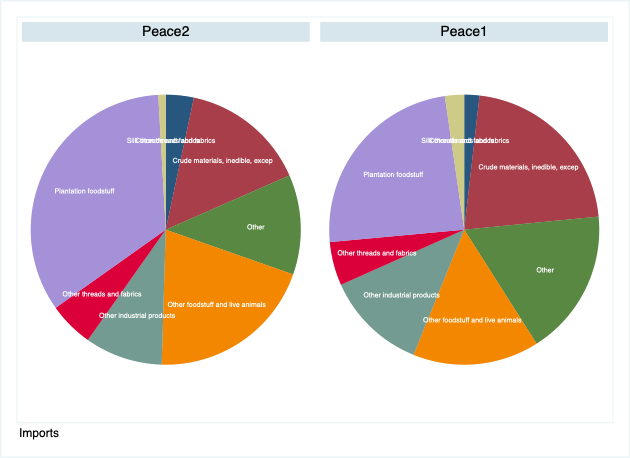 Peace2
Peace1
Crude materials, inedible, excep
Plantation foodstuff
Other
Other threads and fabrics
Other industrial products
Other foodstuff and live animals
Crude materials, inedible, excep
Plantation foodstuff
Other threads and fabrics
Other
Other industrial products
Other foodstuff and live animals
Imports